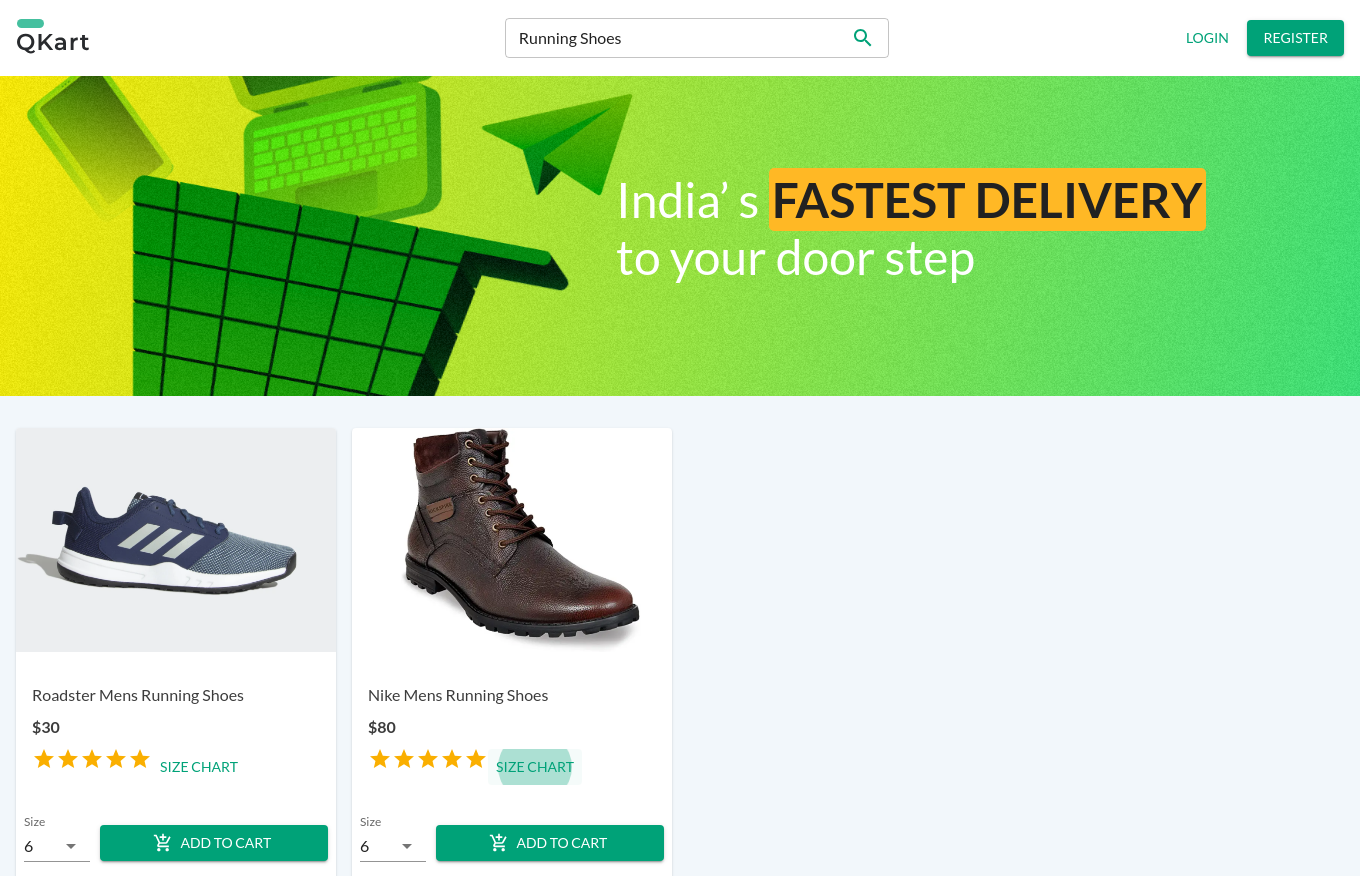 QKart
Running Shoes
LOGIN
REGISTER
India’ s FASTEST DELIVERY
to your door step
Roadster Mens Running Shoes
$30
SIZE CHART
Size
6
ADD TO CART
Nike Mens Running Shoes
$80
SIZE CHART
Size
6
ADD TO CART